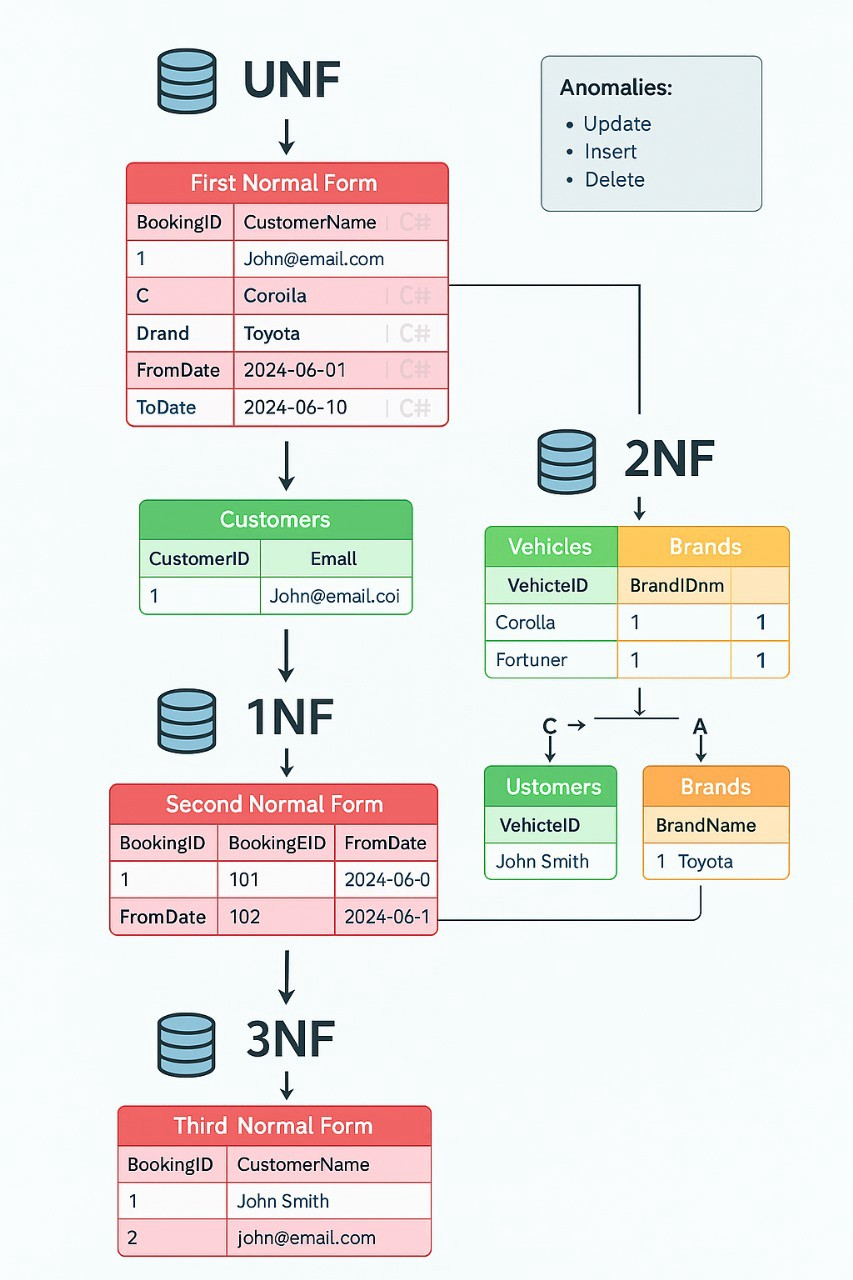 UNF
Anomalies:
• Update
• Insert
• Delete
First Normal Form
BookingID CustomerName | C#
1 John@email.com
C Coroila | C#
Drand Toyota | C#
FromDate 2024-06-01 | C#
ToDate 2024-06-10 | C#
Customers
CustomerID Emall
1 John@email.coi
2NF
Vehicles Brands
VehicteID BrandIDnm
Corolla 1 1
Fortuner 1 1
C → A
Ustomers
VehicteID
John Smith
Brands
BrandName
1 Toyota
1NF
Second Normal Form
BookingID BookingEID FromDate
1 101 2024-06-0
FromDate 102 2024-06-1
3NF
Third Normal Form
BookingID CustomerName
1 John Smith
2 john@email.com